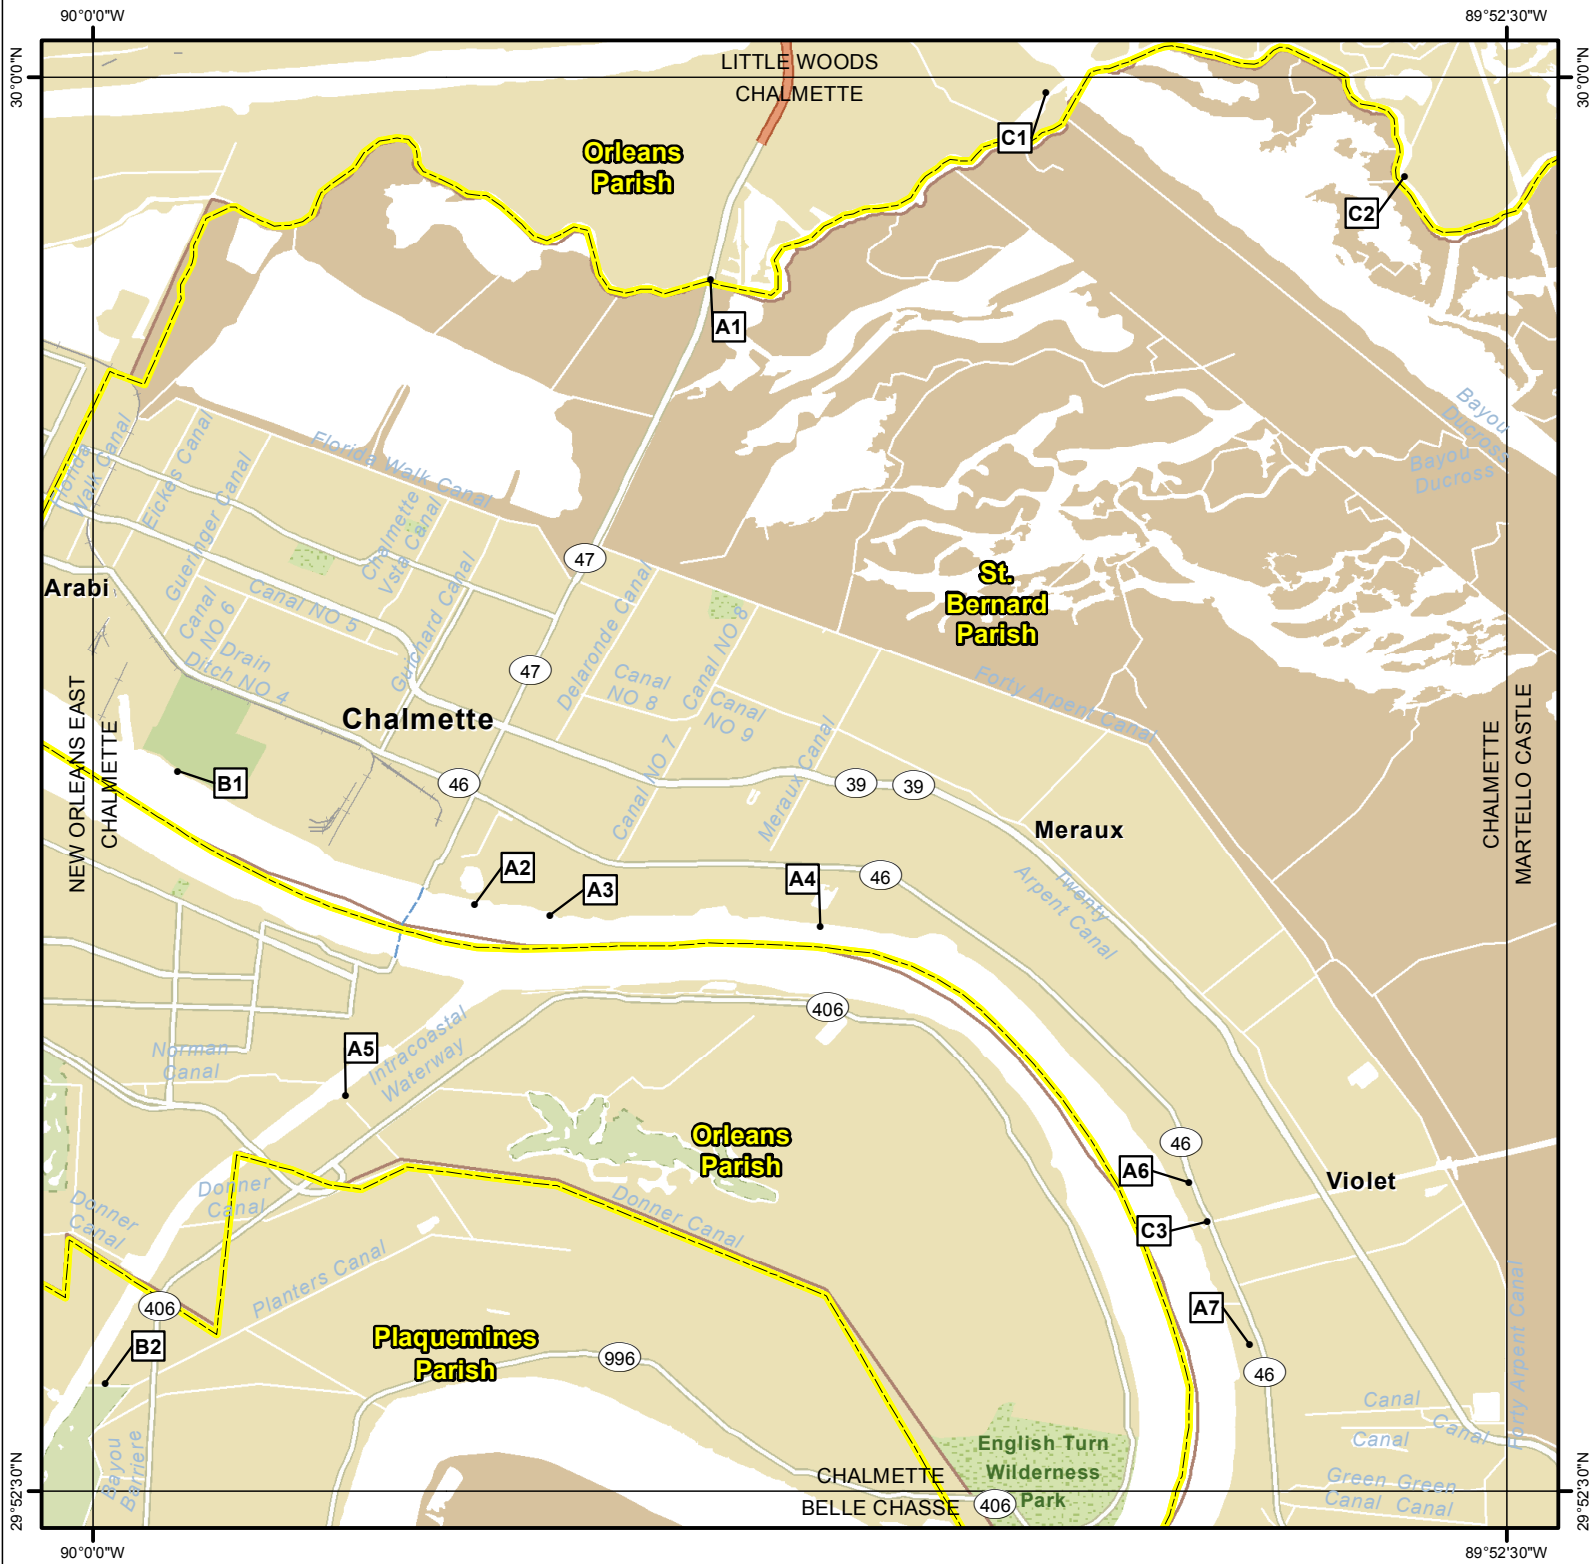 90°0'0"W
89°52'30"W
30°0'0"N
30°0'0"N
LITTLE WOODS
CHALMETTE
C1
Orleans
Parish
C2
A1
Bayou
Ducross
Bayou
Ducross
Florida
Walk Canal
Eickes Canal
Gueringer Canal
Florida Walk Canal
Chalmette
Vsta Canal
47
Arabi
Canal
NO 6
Canal NO 5
Guichard Canal
Delaronde Canal
Canal NO 8
St.
Bernard
Parish
Drain
Ditch NO 4
47
Canal
NO 8
Canal
NO 9
Forty Arpent Canal
Chalmette
NEW ORLEANS EAST
CHALMETTE
CHALMETTE
MARTELLO CASTLE
B1
46
Canal NO 7
Meraux Canal
39
39
Meraux
A2
A3
A4
46
Twenty
Arpent Canal
406
Norman
Canal
A5
Intracoastal
Waterway
Orleans
Parish
46
A6
Violet
C3
Donner
Canal
Donner
Canal
Donner Canal
Planters Canal
406
A7
B2
Plaquemines
Parish
996
46
Forty Arpent Canal
Canal
Canal
Canal
Bayou
Barriere
English Turn
Wilderness
Park
Green
Canal
Green
Canal
CHALMETTE
BELLE CHASSE
406
29°52'30"N
29°52'30"N
90°0'0"W
89°52'30"W